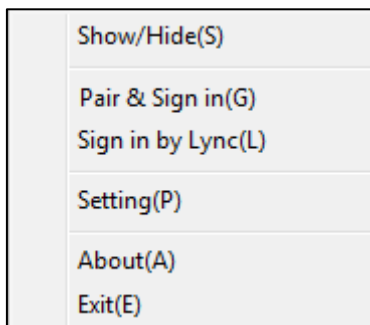 Show/Hide(S)
Pair & Sign in(G)
Sign in by Lync(L)
Setting(P)
About(A)
Exit(E)